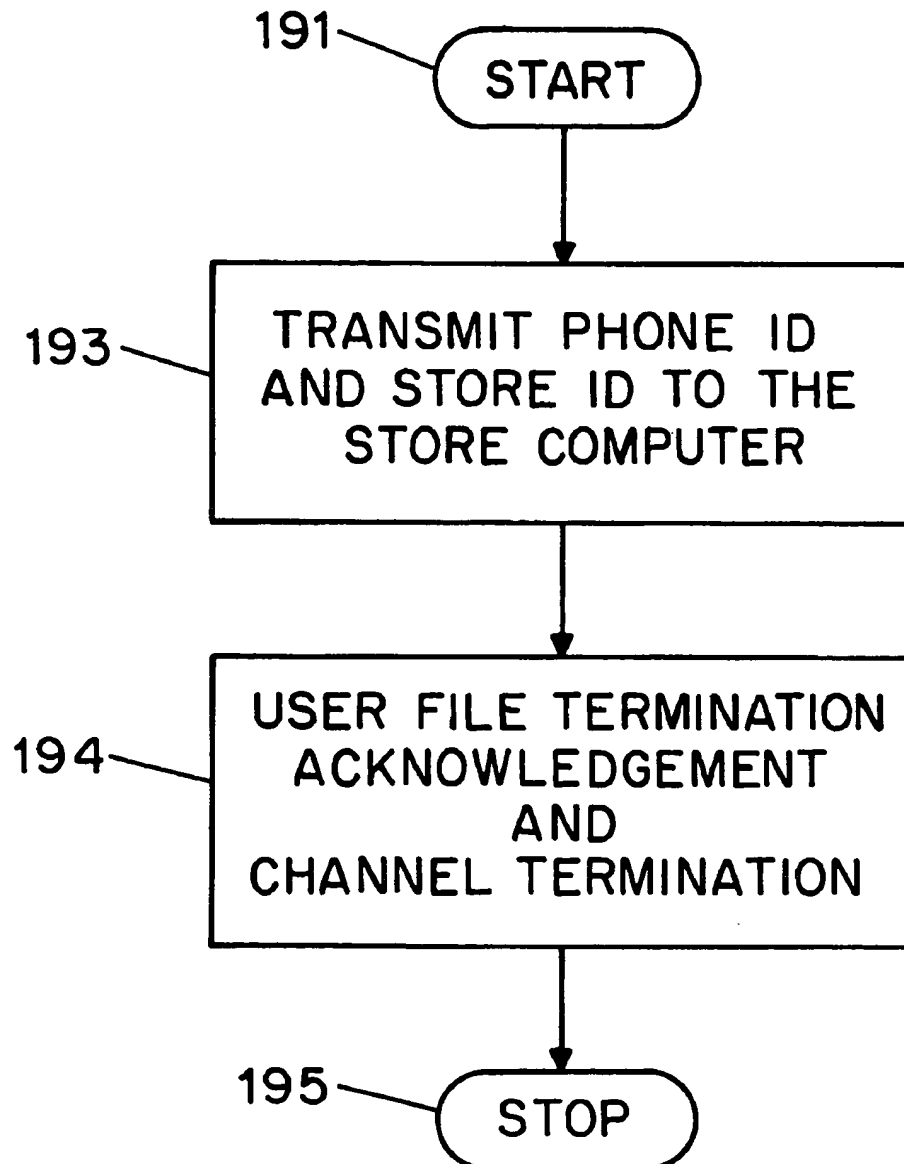 191
START
193
TRANSMIT PHONE ID
AND STORE ID TO THE
STORE COMPUTER
194
USER FILE TERMINATION
ACKNOWLEDGEMENT
AND
CHANNEL TERMINATION
195
STOP